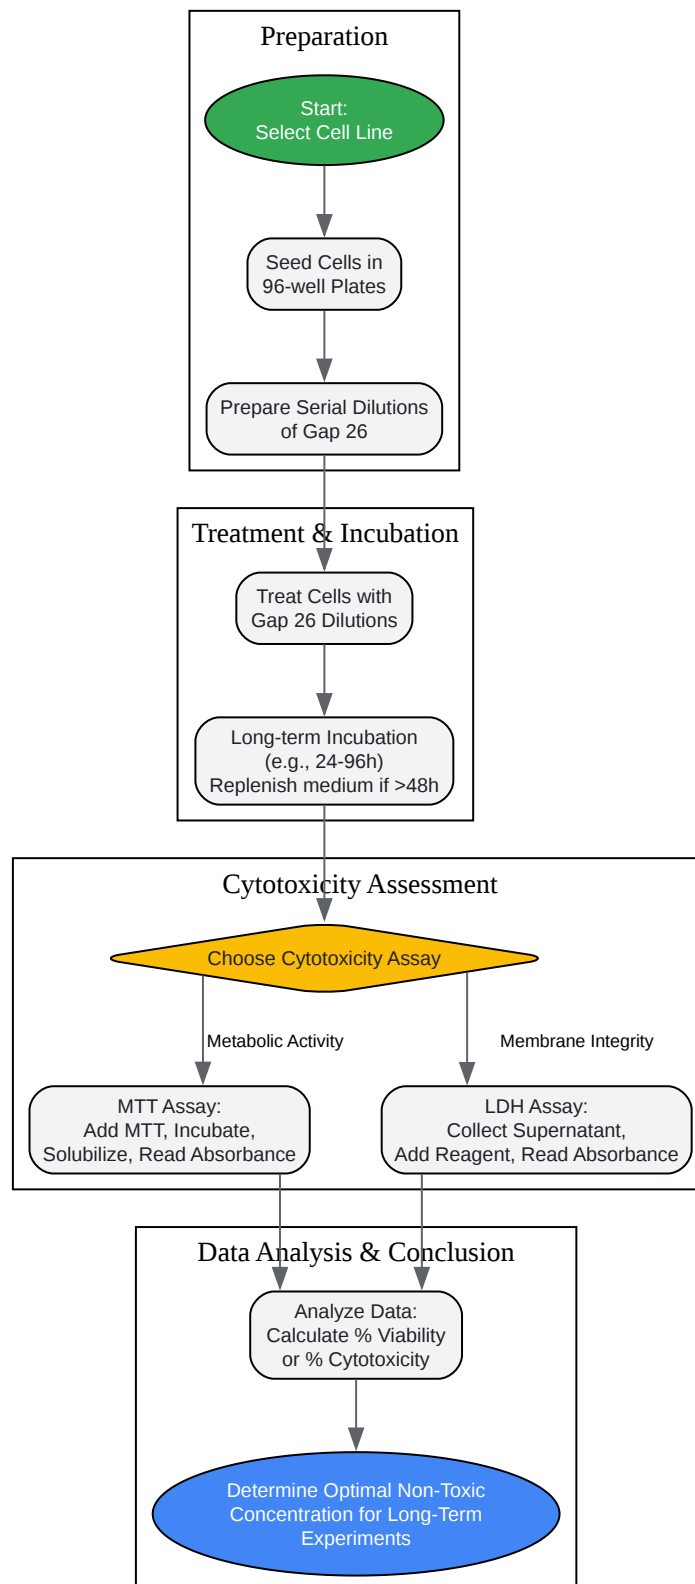 Preparation
Start:
Select Cell Line
Seed Cells in
96-well Plates
Prepare Serial Dilutions
of Gap 26
Treatment & Incubation
Treat Cells with
Gap 26 Dilutions
Long-term Incubation
(e.g., 24-96h)
Replenish medium if >48h
Cytotoxicity Assessment
Choose Cytotoxicity Assay
Metabolic Activity
Membrane Integrity
MTT Assay:
Add MTT, Incubate,
Solubilize, Read Absorbance
LDH Assay:
Collect Supernatant,
Add Reagent, Read Absorbance
Data Analysis & Conclusion
Analyze Data:
Calculate % Viability
or % Cytotoxicity
Determine Optimal Non-Toxic
Concentration for Long-Term
Experiments